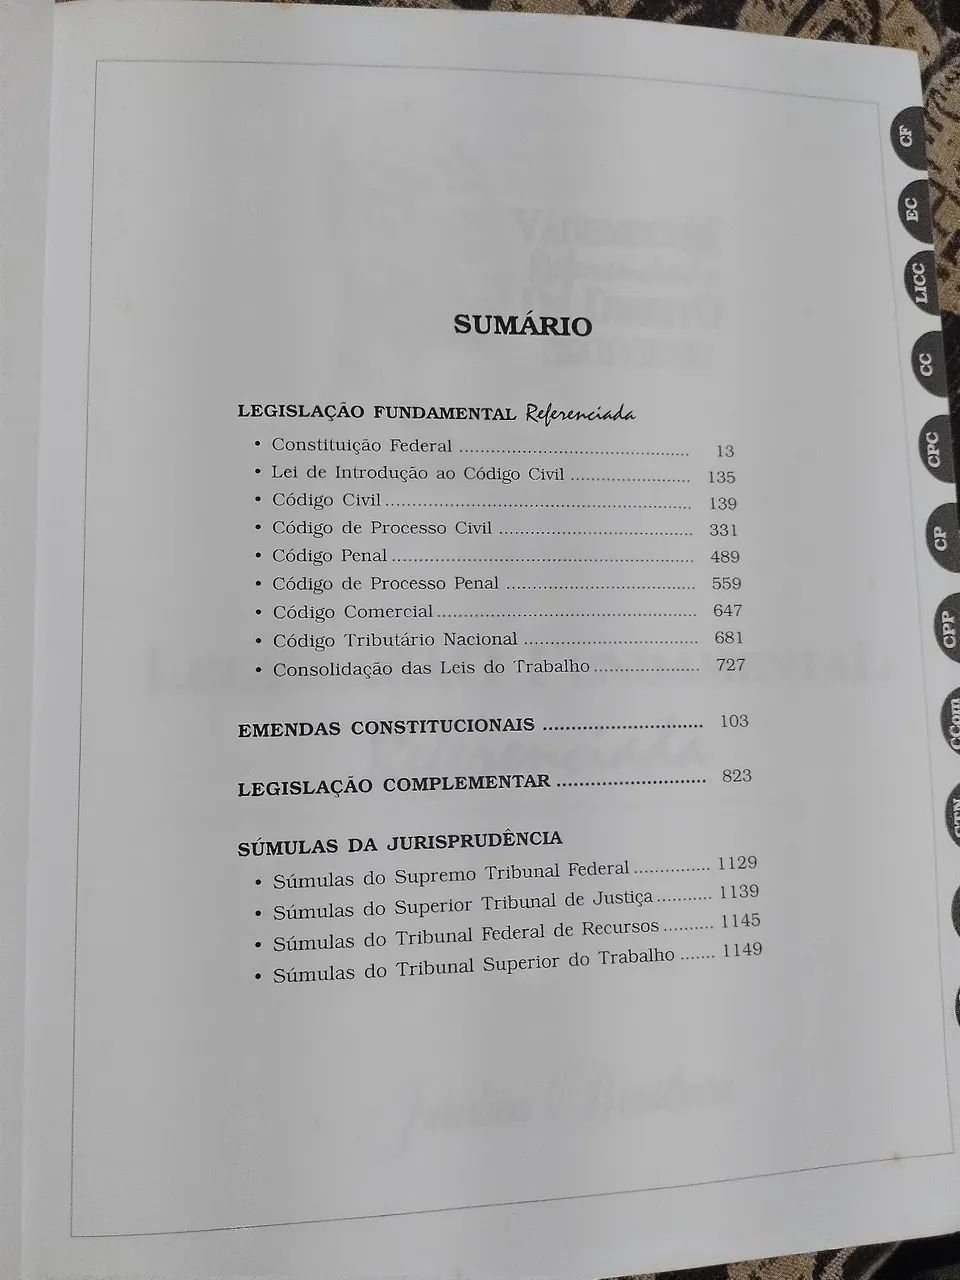 SUMÁRIO
LEGISLAÇÃO FUNDAMENTAL Referenciada
• Constituição Federal ........................................ 13
• Lei de Introdução ao Código Civil ........................ 135
• Código Civil ..................................................... 139
• Código de Processo Civil .................................. 331
• Código Penal .................................................... 489
• Código de Processo Penal ................................. 559
• Código Comercial ............................................. 647
• Código Tributário Nacional .............................. 681
• Consolidação das Leis do Trabalho ..................... 727
EMENDAS CONSTITUCIONAIS ............................ 103
LEGISLAÇÃO COMPLEMENTAR .......................... 823
SÚMULAS DA JURISPRUDÊNCIA
• Súmulas do Supremo Tribunal Federal ............... 1129
• Súmulas do Superior Tribunal de Justiça ........... 1139
• Súmulas do Tribunal Federal de Recursos .......... 1145
• Súmulas do Tribunal Superior do Trabalho ....... 1149
CF
EC
LICC
CC
CPC
CP
CPP
CCom
CTN